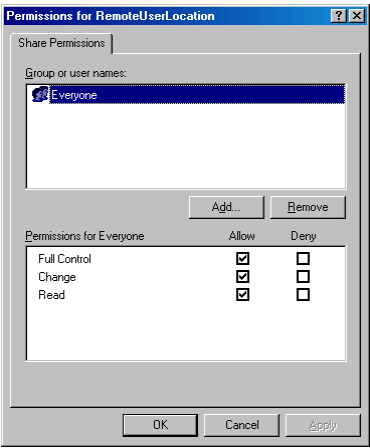 Permissions for RemoteUserLocation
Share Permissions
Group or user names:
Everyone
Add... Remove
Permissions for Everyone Allow Deny
Full Control
Change
Read
OK Cancel Apply